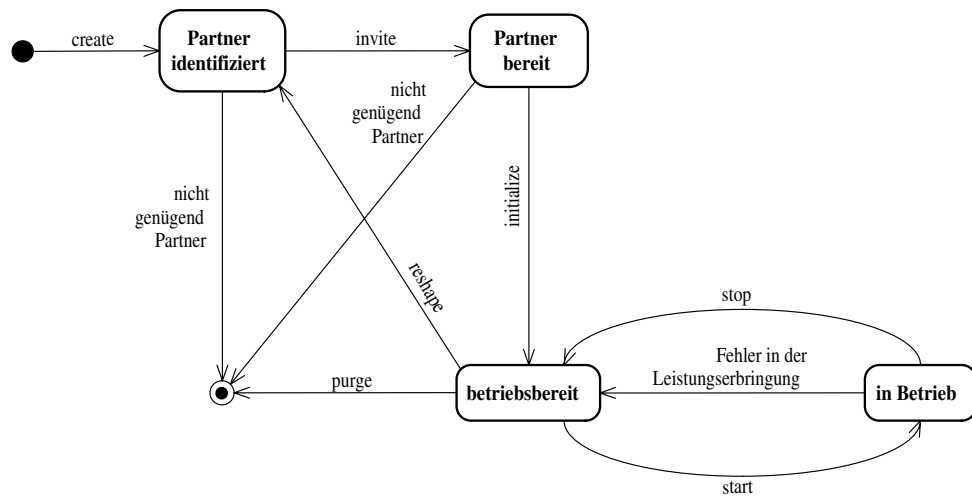 create
Partner
identifiziert
invite
Partner
bereit
nicht
genügend
Partner
nicht
genügend
Partner
initialize
reshape
stop
Fehler in der
Leistungserbringung
purge
betriebsbereit
in Betrieb
start